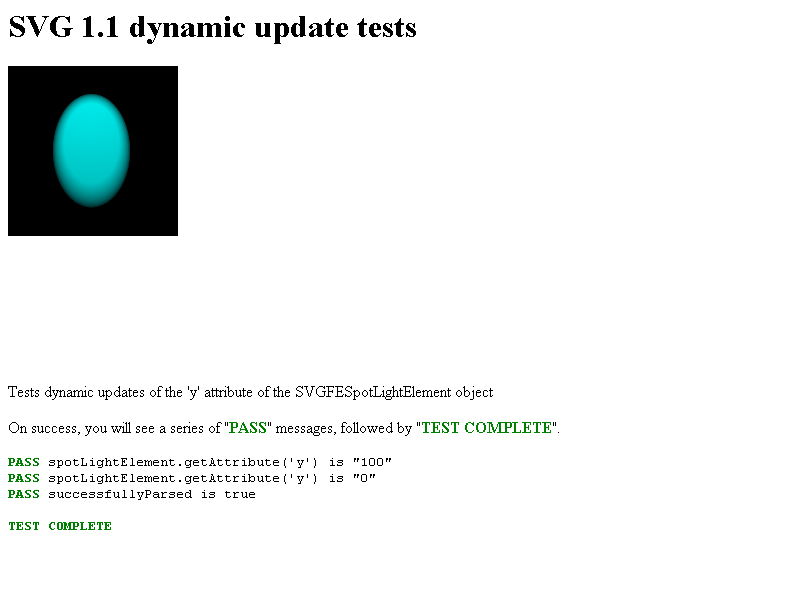 SVG 1.1 dynamic update tests
Tests dynamic updates of the 'y' attribute of the SVGFESpotLightElement object
On success, you will see a series of "PASS" messages, followed by "TEST COMPLETE".
PASS spotLightElement.getAttribute('y') is "100"
PASS spotLightElement.getAttribute('y') is "0"
PASS successfullyParsed is true
TEST COMPLETE